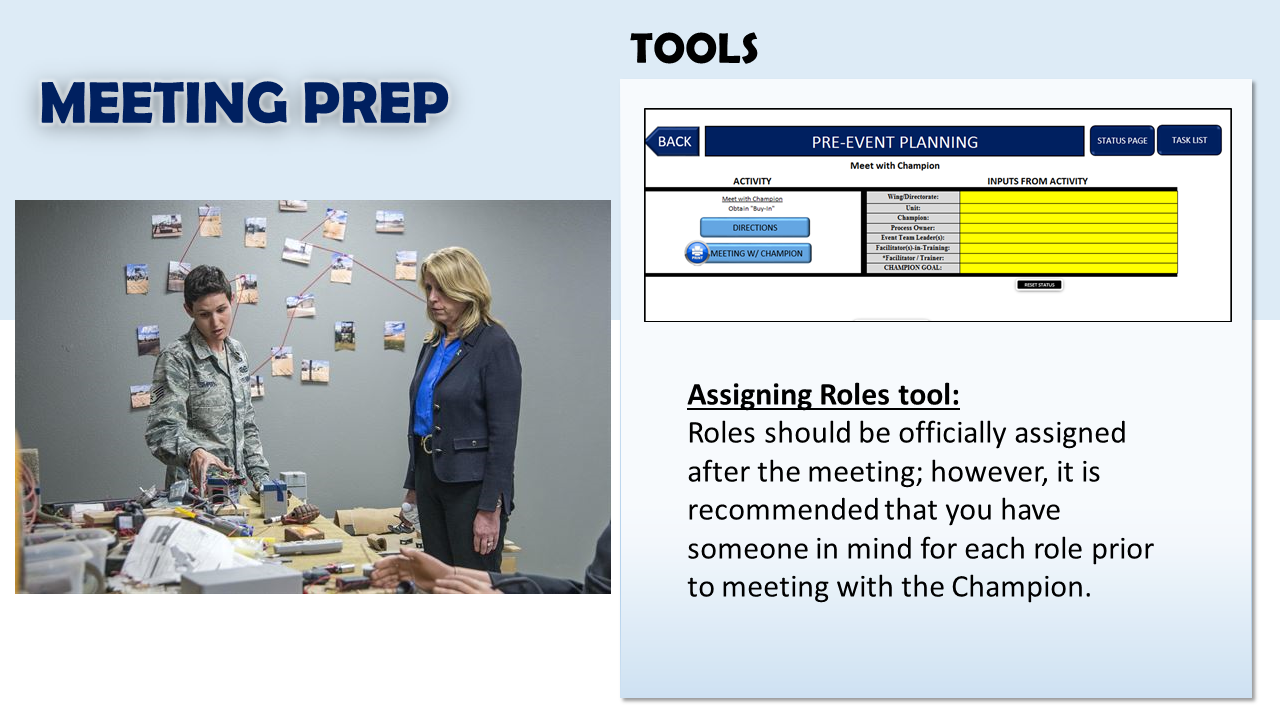 TOOLS
MEETING PREP
BACK
PRE-EVENT PLANNING
STATUS PAGE
TASK LIST
Meet with Champion
ACTIVITY
INPUTS FROM ACTIVITY
Meet with Champion
Obtain "Buy-In"
DIRECTIONS
PRINT
MEETING W/ CHAMPION
Wing/Directorate:
Unit:
Champion:
Process Owner:
Event Team Leader(s):
Facilitator(s)-in-Training:
*Facilitator / Trainer:
CHAMPION GOAL:
RESET STATUS
Assigning Roles tool:
Roles should be officially assigned
after the meeting; however, it is
recommended that you have
someone in mind for each role prior
to meeting with the Champion.